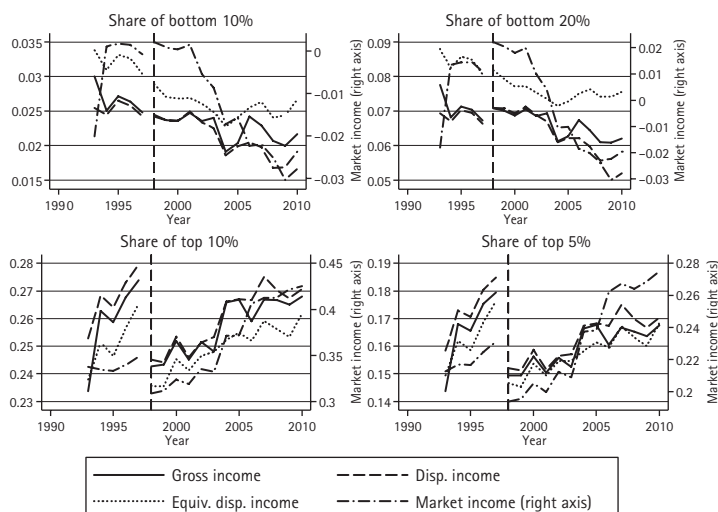 Share of bottom 10%
Share of bottom 20%
0.035
0.03
0.025
0.02
0.015
0
−0.01
−0.02
−0.03
Market income (right axis)
1990 1995 2000 2005 2010
Year
0.09
0.08
0.07
0.06
0.05
0.02
0.01
0
−0.01
−0.02
−0.03
Market income (right axis)
1990 1995 2000 2005 2010
Year
Share of top 10%
Share of top 5%
0.28
0.27
0.26
0.25
0.24
0.23
0.45
0.4
0.35
0.3
Market income (right axis)
1990 1995 2000 2005 2010
Year
0.19
0.18
0.17
0.16
0.15
0.14
0.28
0.26
0.24
0.22
0.2
Market income (right axis)
1990 1995 2000 2005 2010
Year
Gross income
Disp. income
Equiv. disp. income
Market income (right axis)